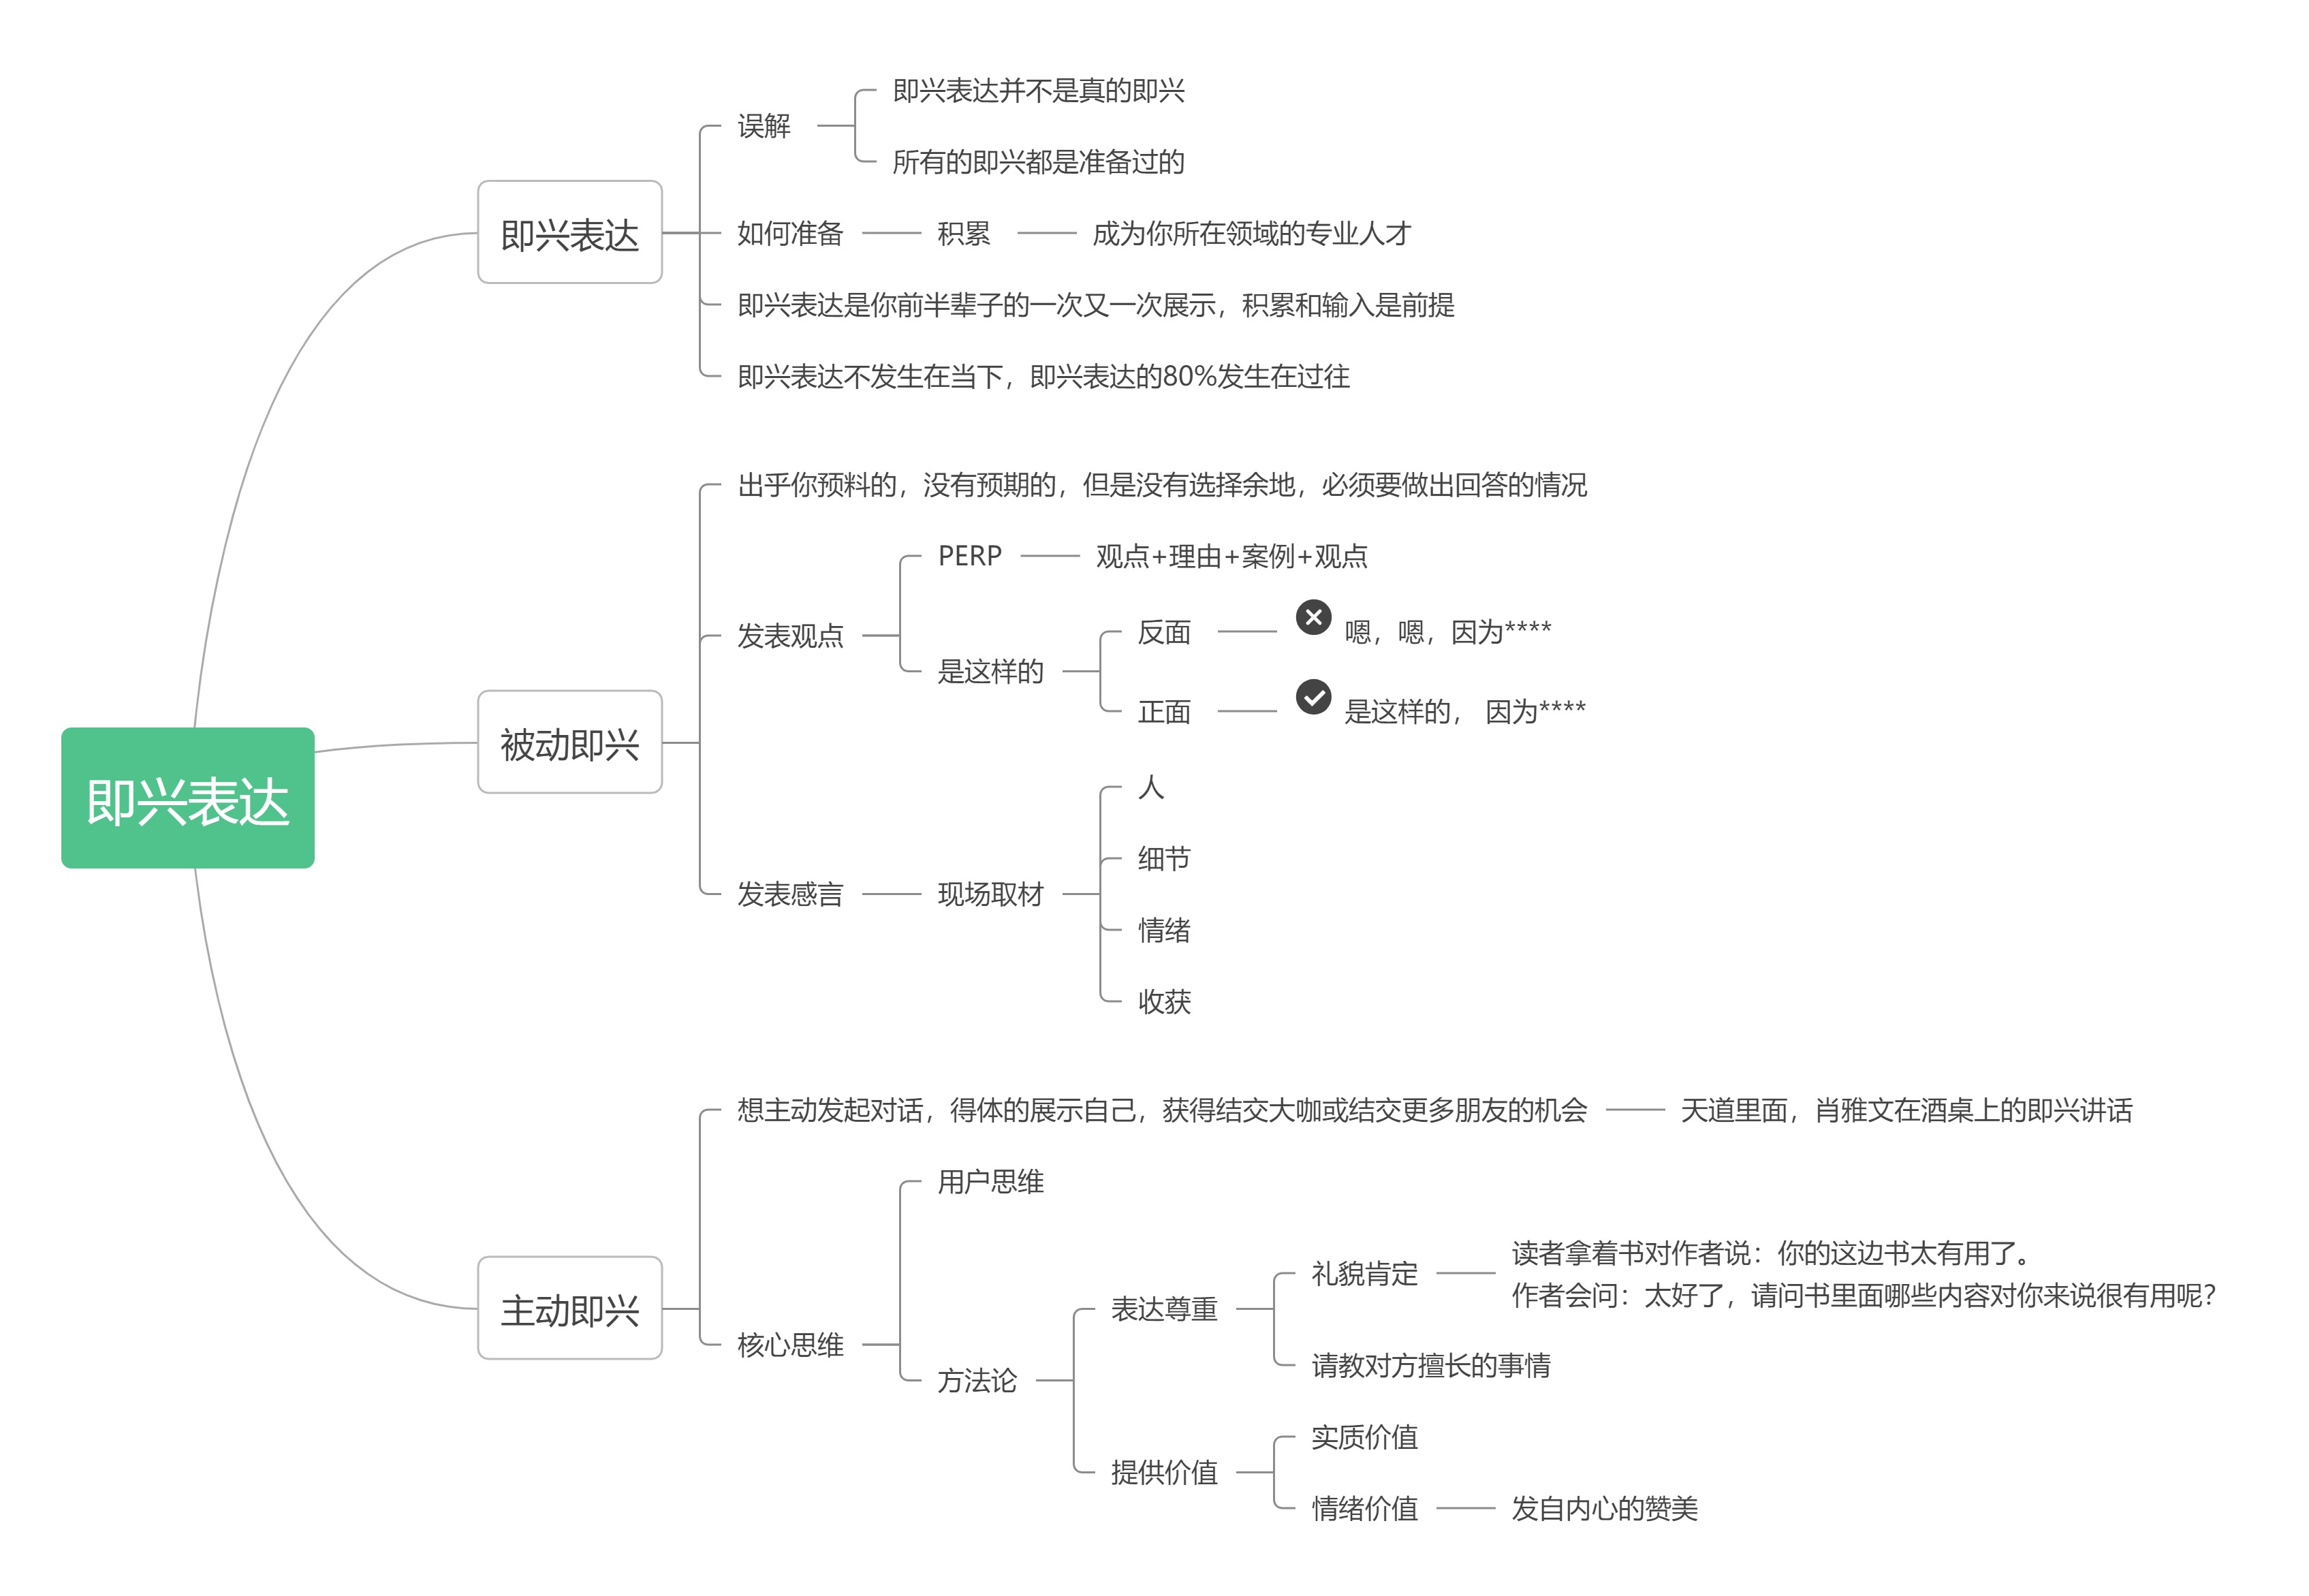 即兴表达
即兴表达
误解
即兴表达并不是真的即兴
所有的即兴都是准备过的
如何准备
积累
成为你所在领域的专业人才
即兴表达是你前半辈子的一次又一次展示，积累和输入是前提
即兴表达不发生在当下，即兴表达的80%发生在过往
被动即兴
出乎你预料的，没有预期的，但是没有选择余地，必须要做出回答的情况
发表观点
PERP
观点+理由+案例+观点
是这样的
反面
嗯，嗯，因为****
正面
是这样的， 因为****
发表感言
现场取材
人
细节
情绪
收获
主动即兴
想主动发起对话，得体的展示自己，获得结交大咖或结交更多朋友的机会
天道里面，肖雅文在酒桌上的即兴讲话
核心思维
用户思维
方法论
表达尊重
礼貌肯定
读者拿着书对作者说：你的这边书太有用了。
作者会问：太好了，请问书里面哪些内容对你来说很有用呢？
请教对方擅长的事情
提供价值
实质价值
情绪价值
发自内心的赞美